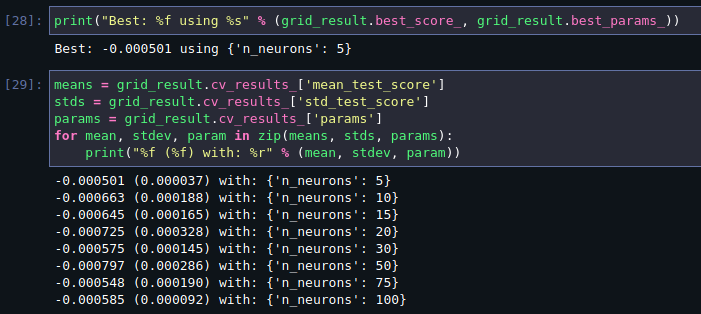 [28]: print("Best: %f using %s" % (grid_result.best_score_, grid_result.best_params_))
Best: -0.000501 using {'n_neurons': 5}
[29]: means = grid_result.cv_results_['mean_test_score']
stds = grid_result.cv_results_['std_test_score']
params = grid_result.cv_results_['params']
for mean, stdev, param in zip(means, stds, params):
    print("%f (%f) with: %r" % (mean, stdev, param))
-0.000501 (0.000037) with: {'n_neurons': 5}
-0.000663 (0.000188) with: {'n_neurons': 10}
-0.000645 (0.000165) with: {'n_neurons': 15}
-0.000725 (0.000328) with: {'n_neurons': 20}
-0.000575 (0.000145) with: {'n_neurons': 30}
-0.000797 (0.000286) with: {'n_neurons': 50}
-0.000548 (0.000190) with: {'n_neurons': 75}
-0.000585 (0.000092) with: {'n_neurons': 100}